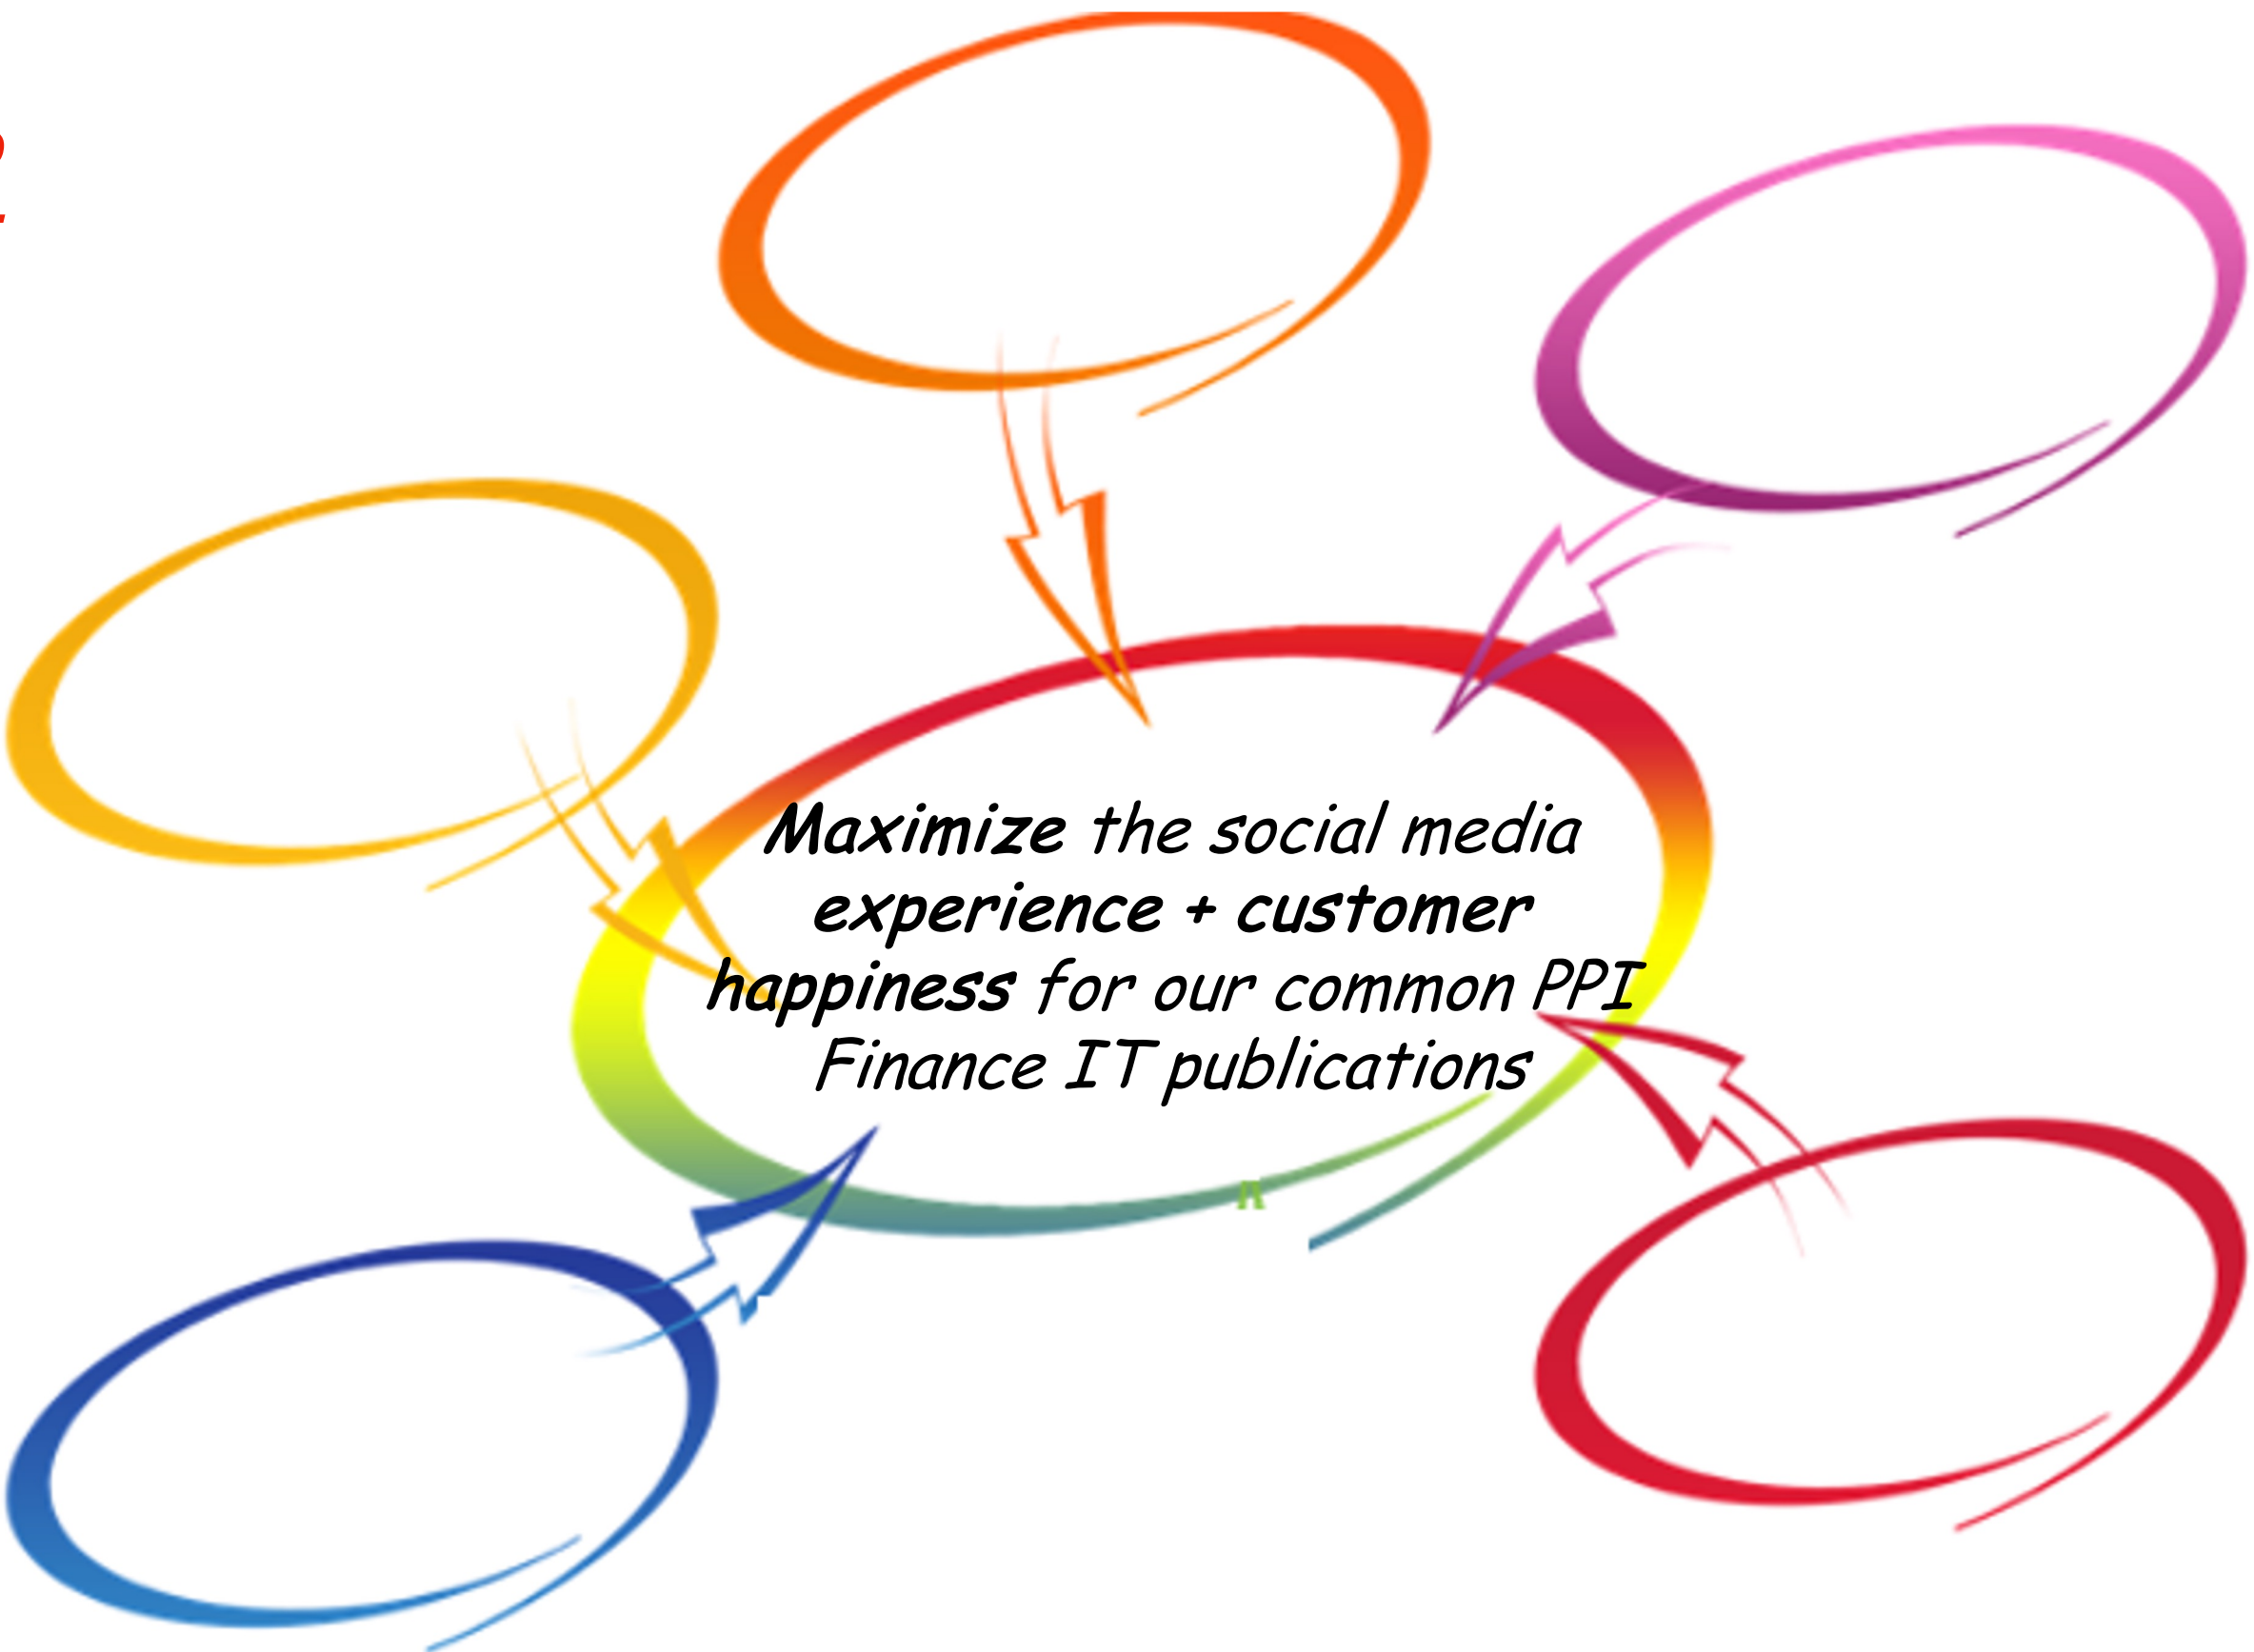 Maximize the social media
experience + customer
happiness for our common PPI
Finance IT publications